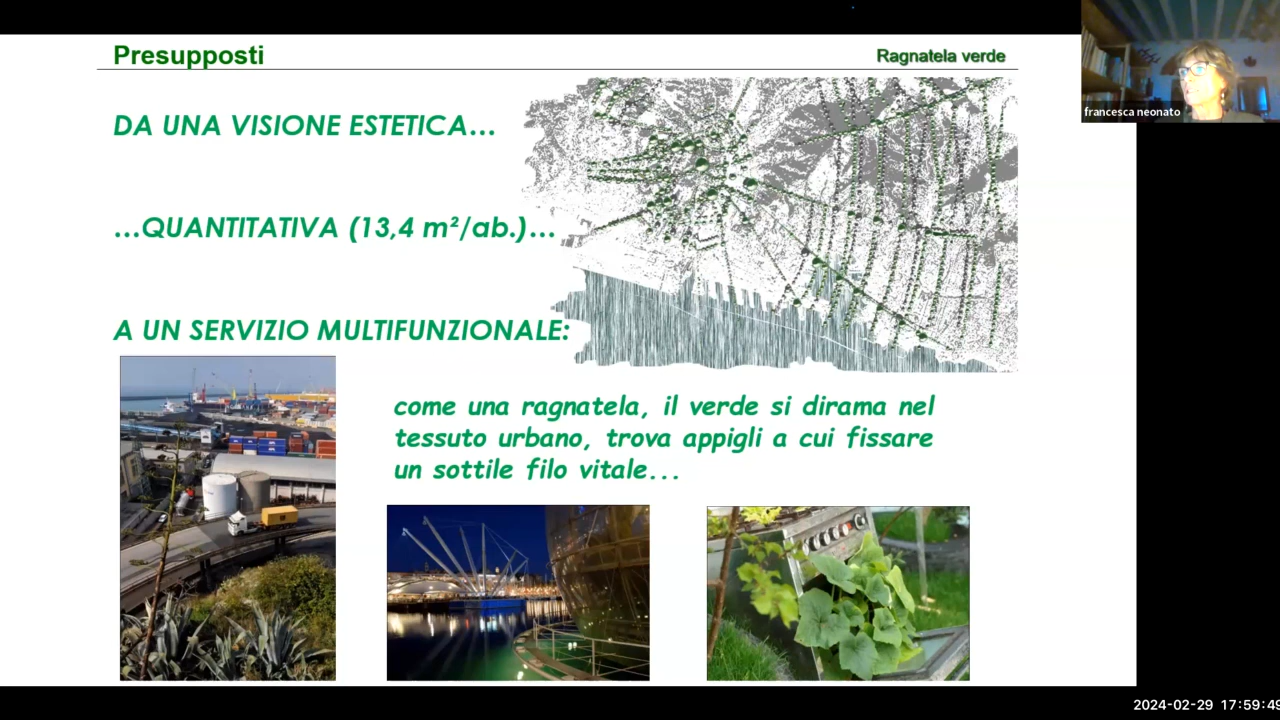 Presupposti
Ragnatela verde
DA UNA VISIONE ESTETICA...
...QUANTITATIVA (13,4 m²/ab.)...
A UN SERVIZIO MULTIFUNZIONALE:
come una ragnatela, il verde si dirama nel
tessuto urbano, trova appigli a cui fissare
un sottile filo vitale...
francesca neonato
2024-02-29 17:59:49